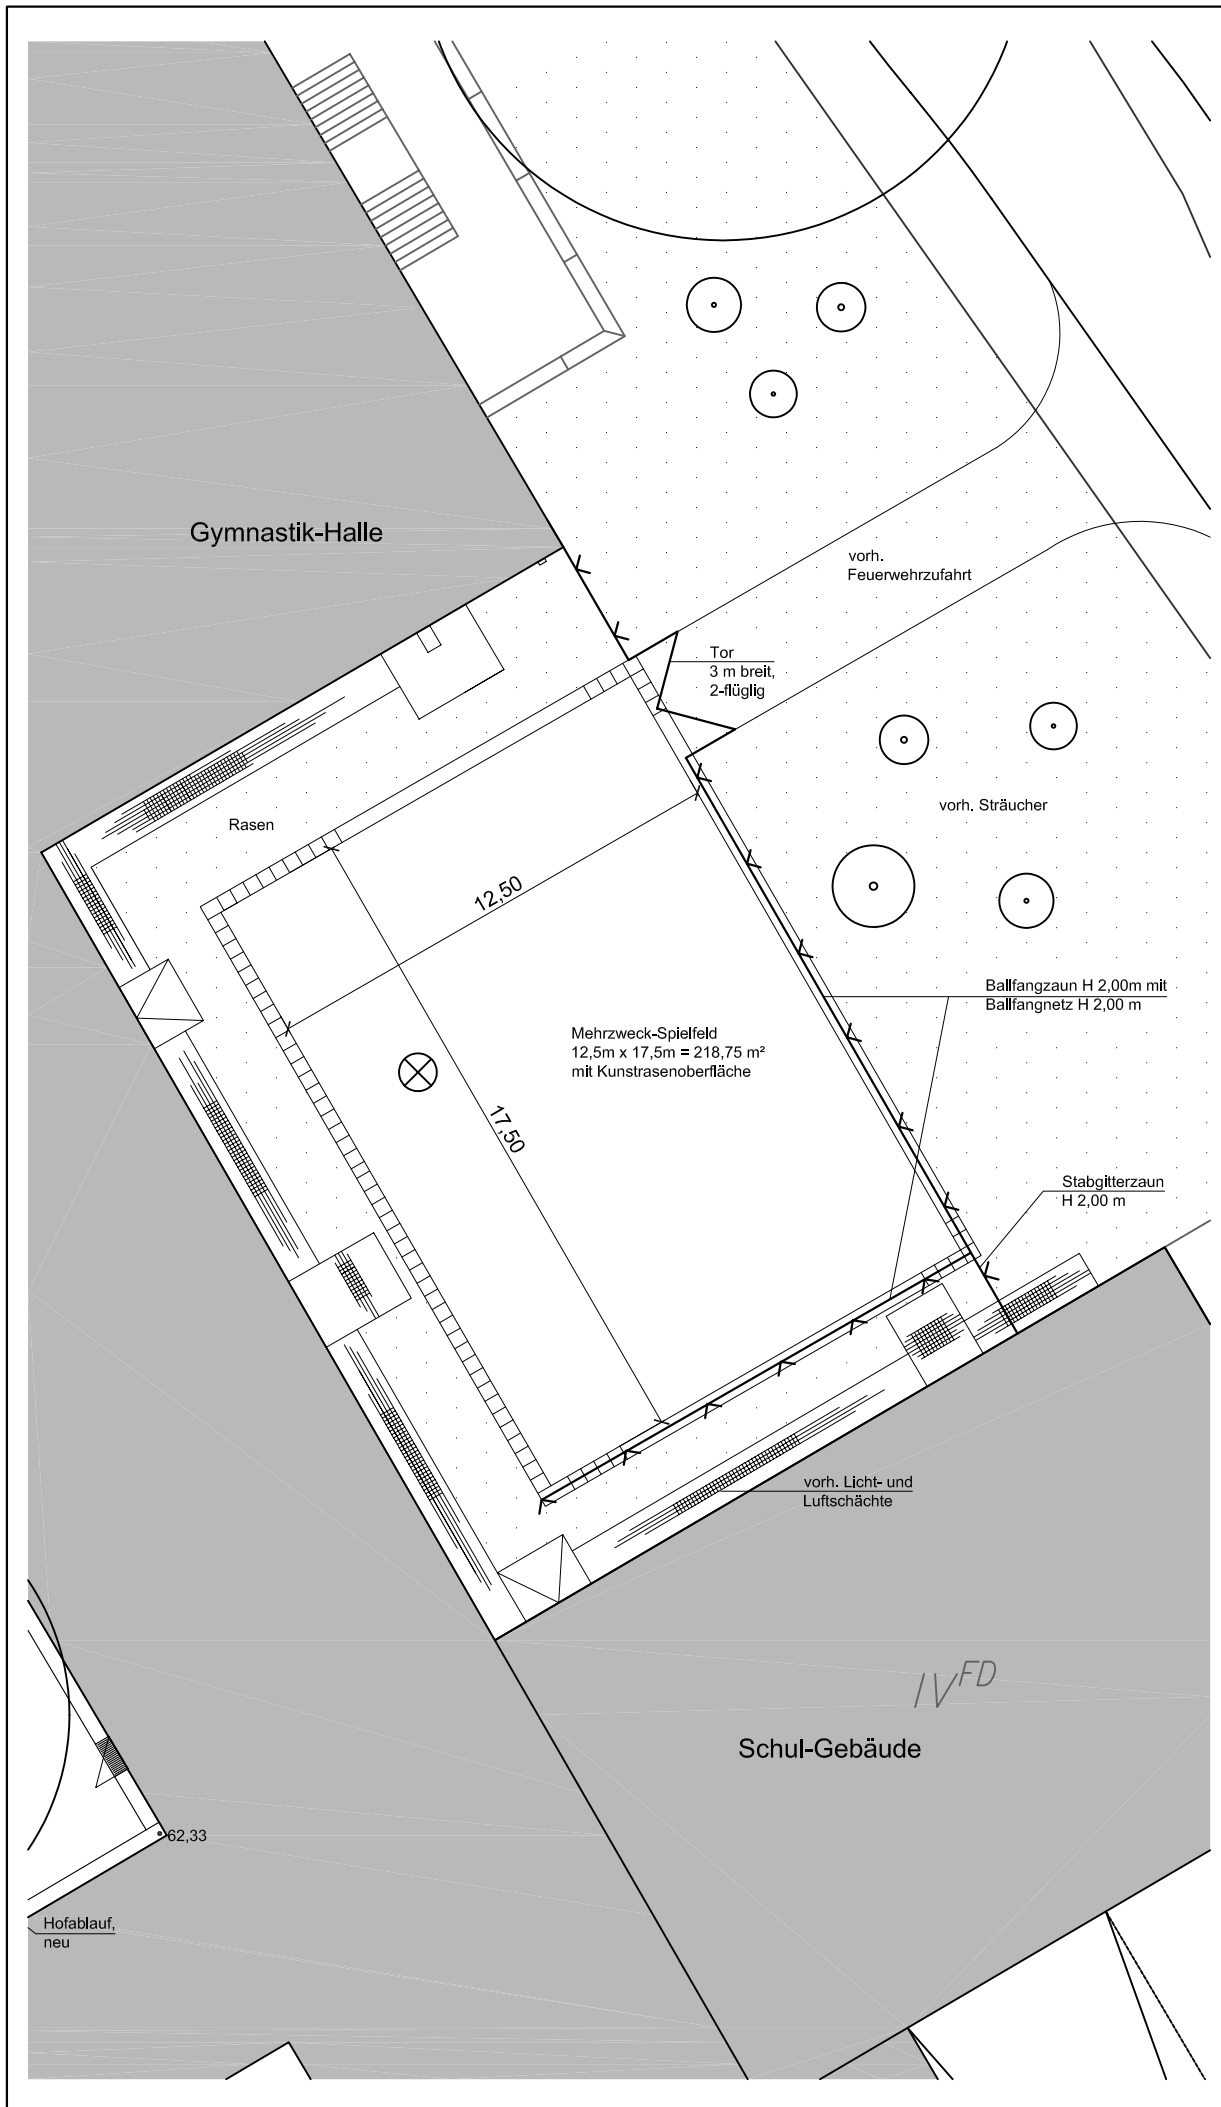 Gymnastik-Halle
vorh.
Feuerwehrzufahrt
Tor
3 m breit,
2-flüglig
vorh. Sträucher
Rasen
12,50
Ballfangzaun H 2,00m mit
Ballfangnetz H 2,00 m
Mehrzweck-Spielfeld
12,5m x 17,5m = 218,75 m²
mit Kunstrasenoberfläche
17,50
Stabgitterzaun
H 2,00 m
vorh. Licht- und
Luftschächte
IV FD
Schul-Gebäude
62,33
Hofablauf,
neu